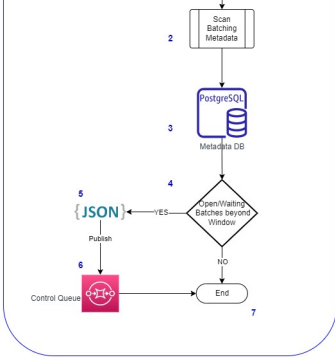 Scan
Batching
Metadata
2
PostgreSQL
3
Metadata DB
4
Open/Waiting
Batches beyond
Window
5
{JSON}
YES
Publish
NO
6
Control Queue
End
7